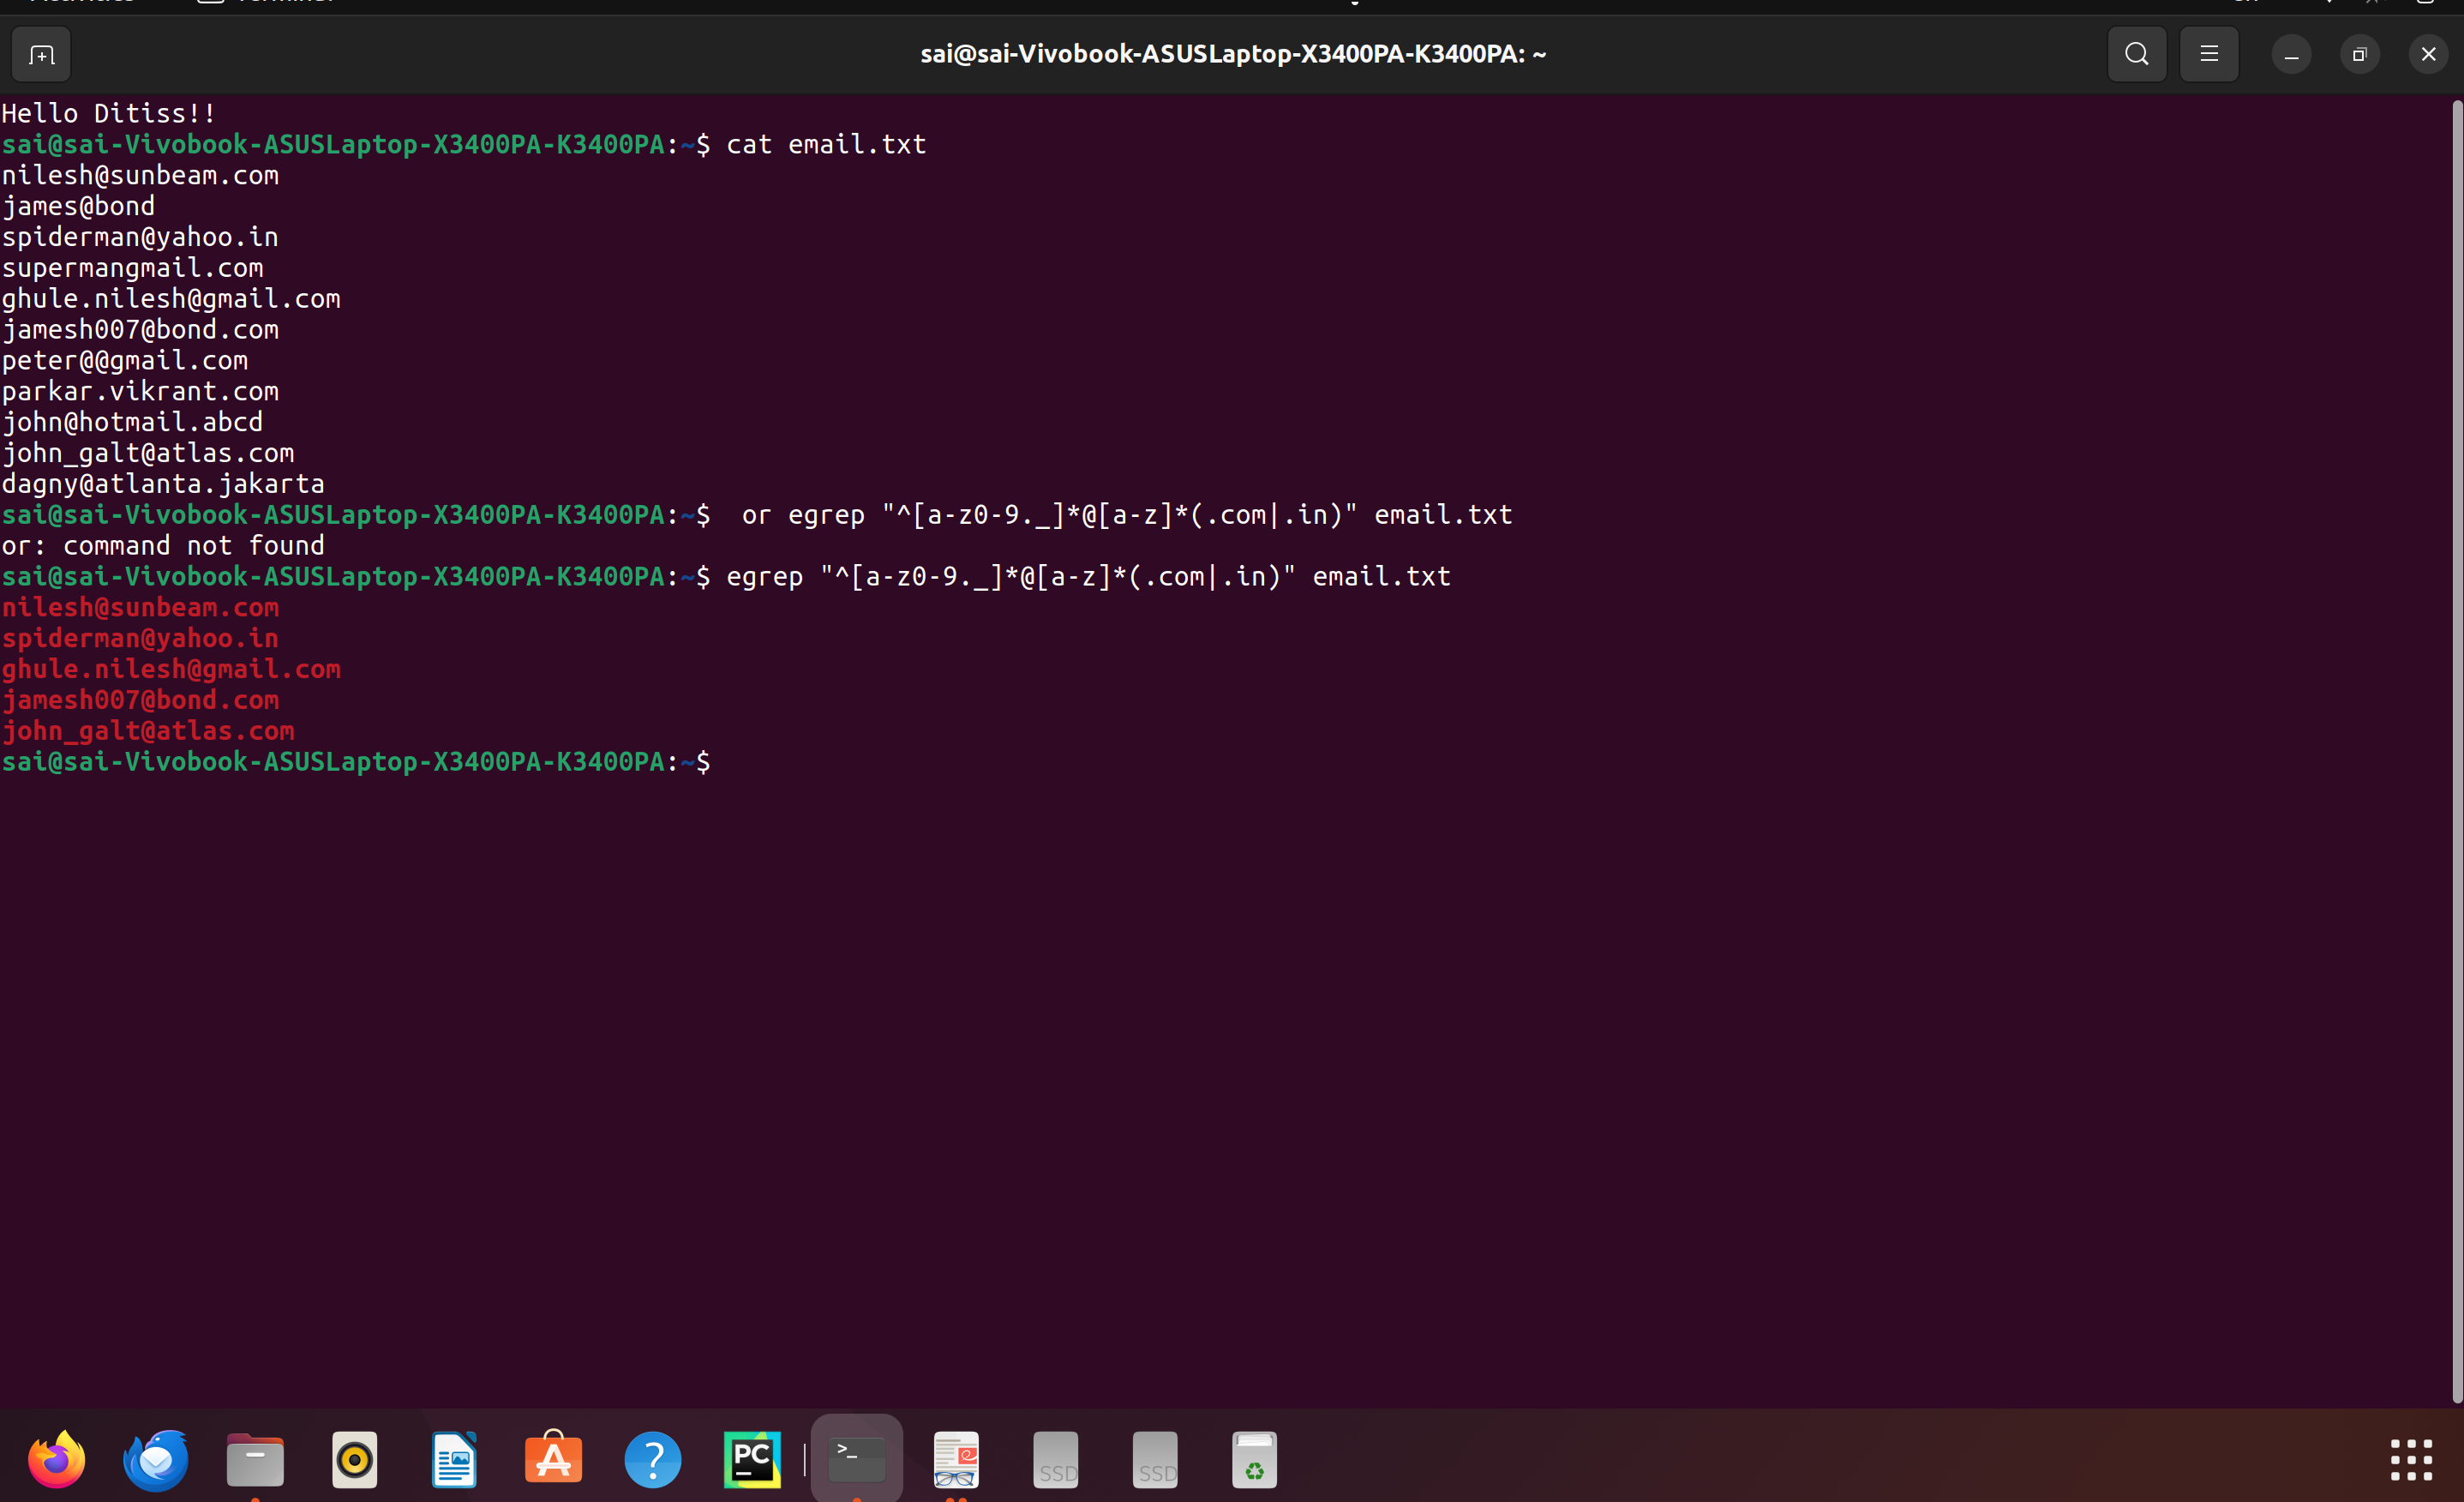 sai@sai-Vivobook-ASUSLaptop-X3400PA-K3400PA: ~
Hello Ditiss!!
sai@sai-Vivobook-ASUSLaptop-X3400PA-K3400PA:~$ cat email.txt
nilesh@sunbeam.com
james@bond
spiderman@yahoo.in
supermangmail.com
ghule.nilesh@gmail.com
jamesh007@bond.com
peter@@gmail.com
parkar.vikrant.com
john@hotmail.abcd
john_galt@atlas.com
dagny@atlanta.jakarta
sai@sai-Vivobook-ASUSLaptop-X3400PA-K3400PA:~$  or egrep "^[a-z0-9._]*@[a-z]*(.com|.in)" email.txt
or: command not found
sai@sai-Vivobook-ASUSLaptop-X3400PA-K3400PA:~$ egrep "^[a-z0-9._]*@[a-z]*(.com|.in)" email.txt
nilesh@sunbeam.com
spiderman@yahoo.in
ghule.nilesh@gmail.com
jamesh007@bond.com
john_galt@atlas.com
sai@sai-Vivobook-ASUSLaptop-X3400PA-K3400PA:~$
PC
>_
SSD
SSD